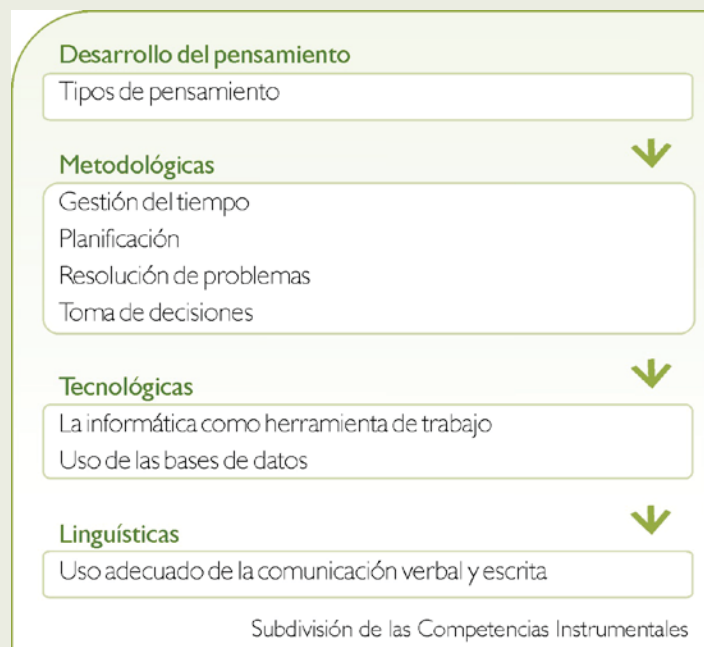 Desarrollo del pensamiento
Tipos de pensamiento
Metodológicas
Gestión del tiempo
Planificación
Resolución de problemas
Toma de decisiones
Tecnológicas
La informática como herramienta de trabajo
Uso de las bases de datos
Linguísticas
Uso adecuado de la comunicación verbal y escrita
Subdivisión de las Competencias Instrumentales